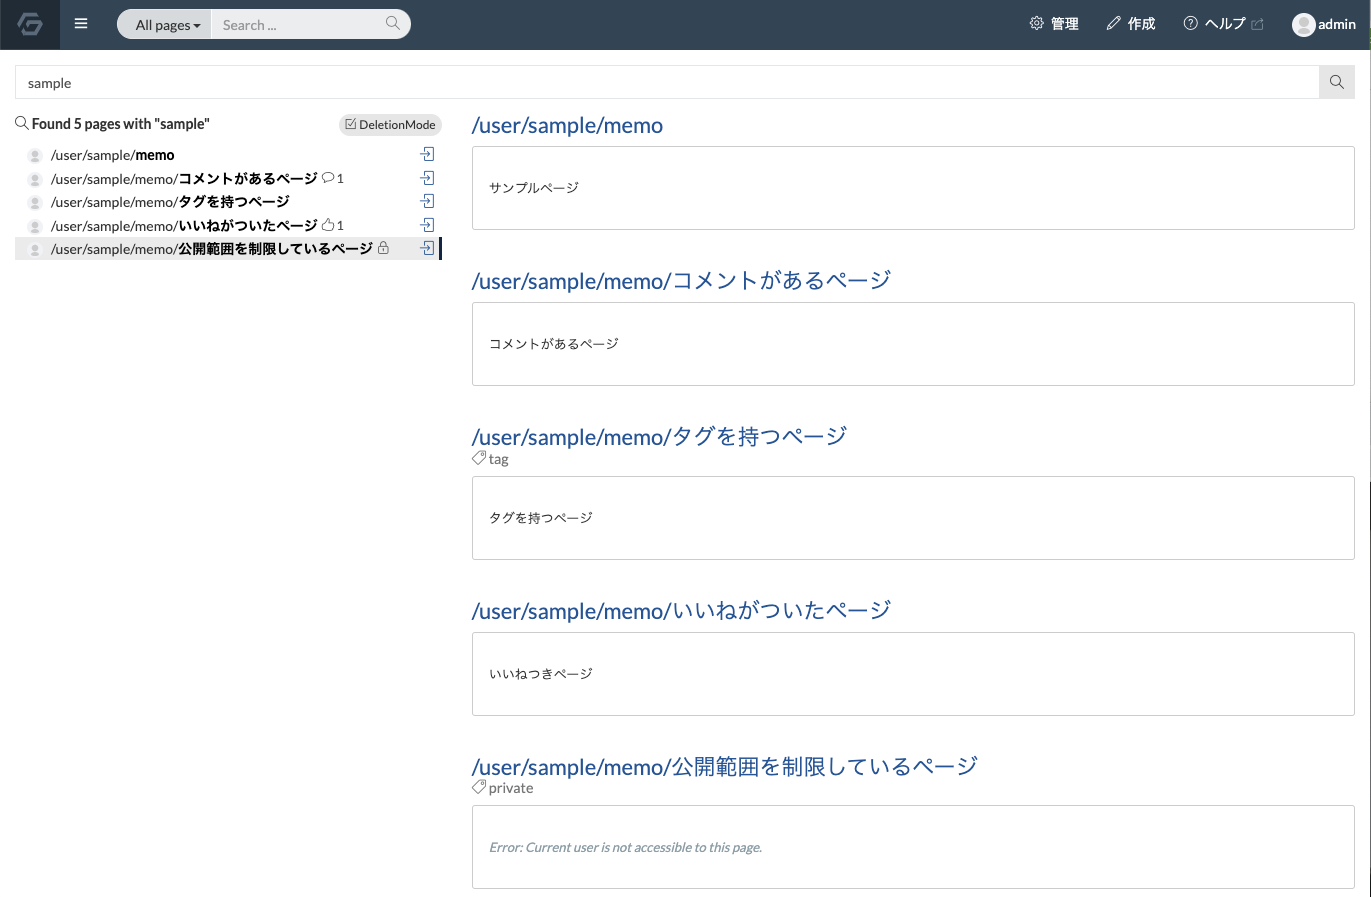 All pages Search ... 管理 作成 ヘルプ admin
sample
Found 5 pages with "sample" DeletionMode
/user/sample/memo
/user/sample/memo/コメントがあるページ 1
/user/sample/memo/タグを持つページ
/user/sample/memo/いいねがついたページ 1
/user/sample/memo/公開範囲を制限しているページ
/user/sample/memo
サンプルページ
/user/sample/memo/コメントがあるページ
コメントがあるページ
/user/sample/memo/タグを持つページ
tag
タグを持つページ
/user/sample/memo/いいねがついたページ
いいねつきページ
/user/sample/memo/公開範囲を制限しているページ
private
Error: Current user is not accessible to this page.